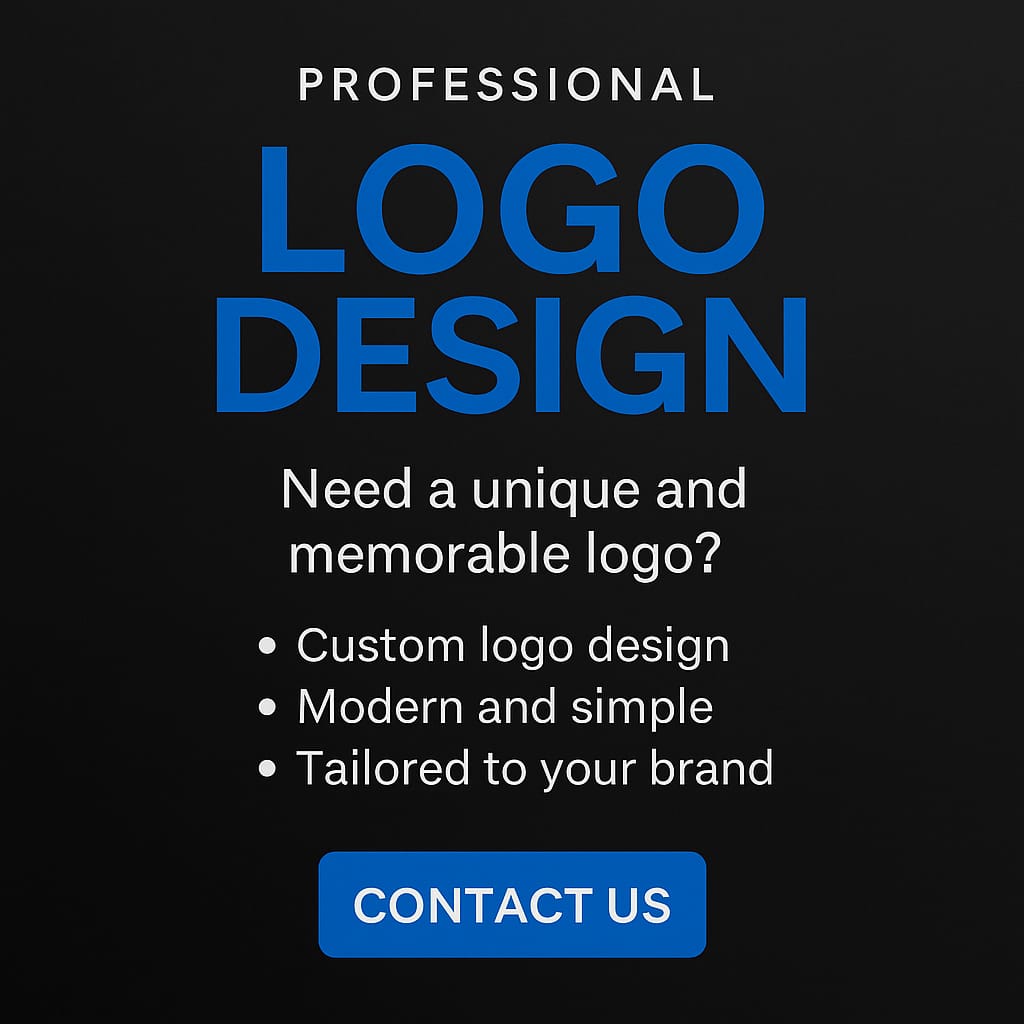 PROFESSIONAL
LOGO
DESIGN
Need a unique and
memorable logo?
• Custom logo design
• Modern and simple
• Tailored to your brand
CONTACT US